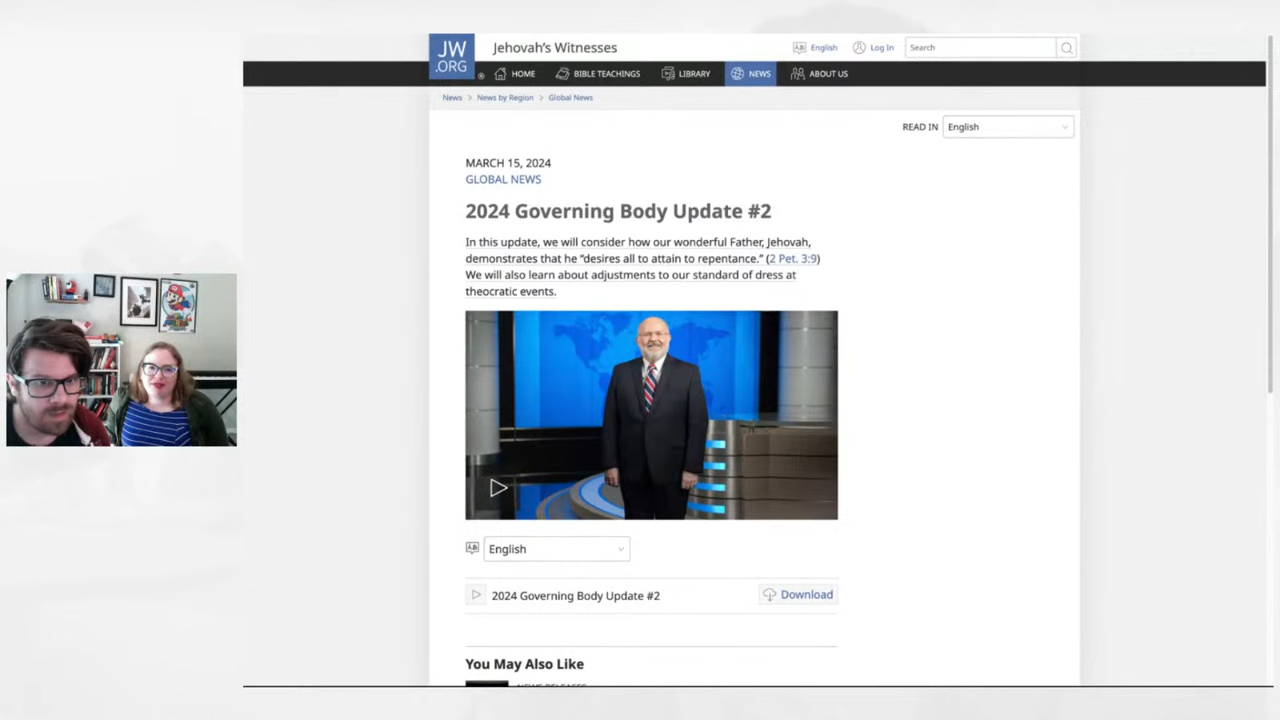 JW
.ORG
®
Jehovah's Witnesses
English
Log In
Search
HOME
BIBLE TEACHINGS
LIBRARY
NEWS
ABOUT US
News > News by Region > Global News
READ IN
English
MARCH 15, 2024
GLOBAL NEWS
2024 Governing Body Update #2
In this update, we will consider how our wonderful Father, Jehovah,
demonstrates that he “desires all to attain to repentance.” (2 Pet. 3:9)
We will also learn about adjustments to our standard of dress at
theocratic events.
English
2024 Governing Body Update #2
Download
You May Also Like
NEWS RELEASES